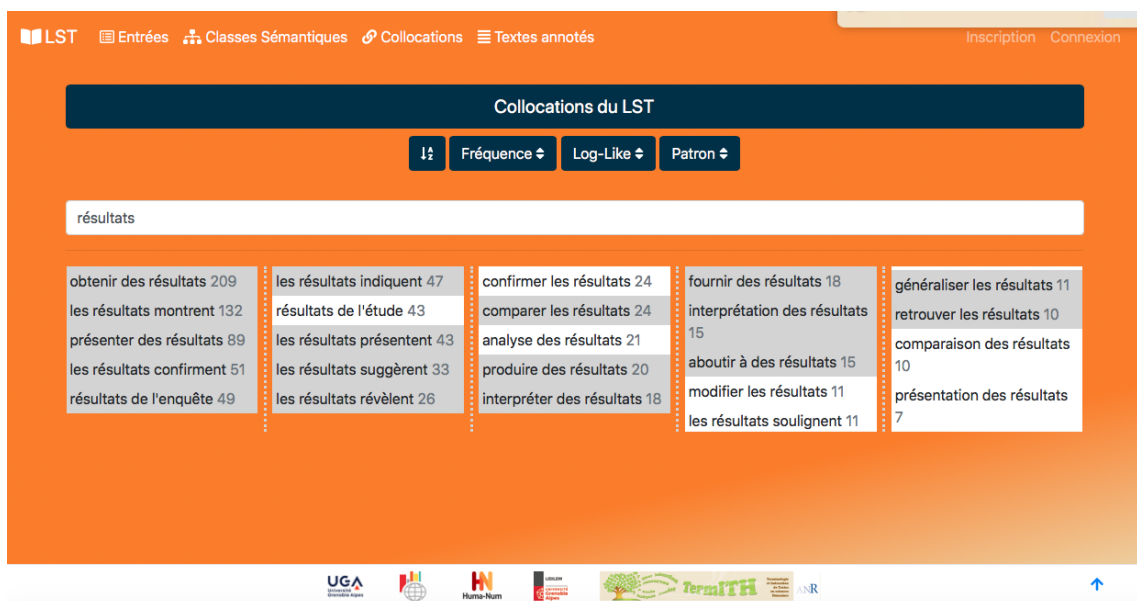 LST Entrées Classes Sémantiques Collocations Textes annotés Inscription Connexion
Collocations du LST
Fréquence Log-Like Patron
résultats
obtenir des résultats 209
les résultats montrent 132
présenter des résultats 89
les résultats confirment 51
résultats de l'enquête 49
les résultats indiquent 47
résultats de l'étude 43
les résultats présentent 43
les résultats suggèrent 33
les résultats révèlent 26
confirmer les résultats 24
comparer les résultats 24
analyse des résultats 21
produire des résultats 20
interpréter des résultats 18
fournir des résultats 18
interprétation des résultats
15
aboutir à des résultats 15
modifier les résultats 11
les résultats soulignent 11
généraliser les résultats 11
retrouver les résultats 10
comparaison des résultats
10
présentation des résultats
7
UGA
Université
Grenoble Alpes
HN
Huma-Num
TermITH
ANR